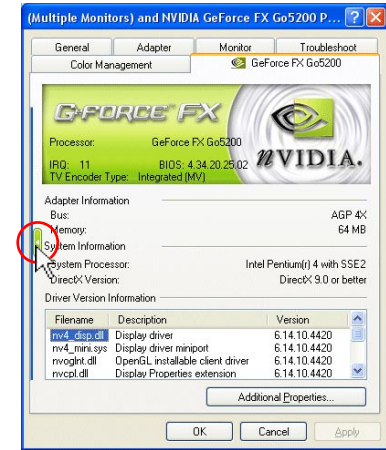 (Multiple Monitors) and NVIDIA GeForce FX Go5200 P...
General Adapter Monitor Troubleshoot
Color Management GeForce FX Go5200
GeFORCE FX
Processor: GeForce FX Go5200
NVIDIA.
IRQ: 11 BIOS: 4.34.20.25.02
TV Encoder Type: Integrated (MV)
Adapter Information
Bus: AGP 4X
Memory: 64 MB
System Information
System Processor: Intel Pentium(r) 4 with SSE2
DirectX Version: DirectX 9.0 or better
Driver Version Information
Filename Description Version
nv4_disp.dll Display driver 6.14.10.4420
nv4_mini.sys Display driver miniport 6.14.10.4420
nvoglnt.dll OpenGL installable client driver 6.14.10.4420
nvcpl.dll Display Properties extension 6.14.10.4420
Additional Properties...
OK Cancel Apply